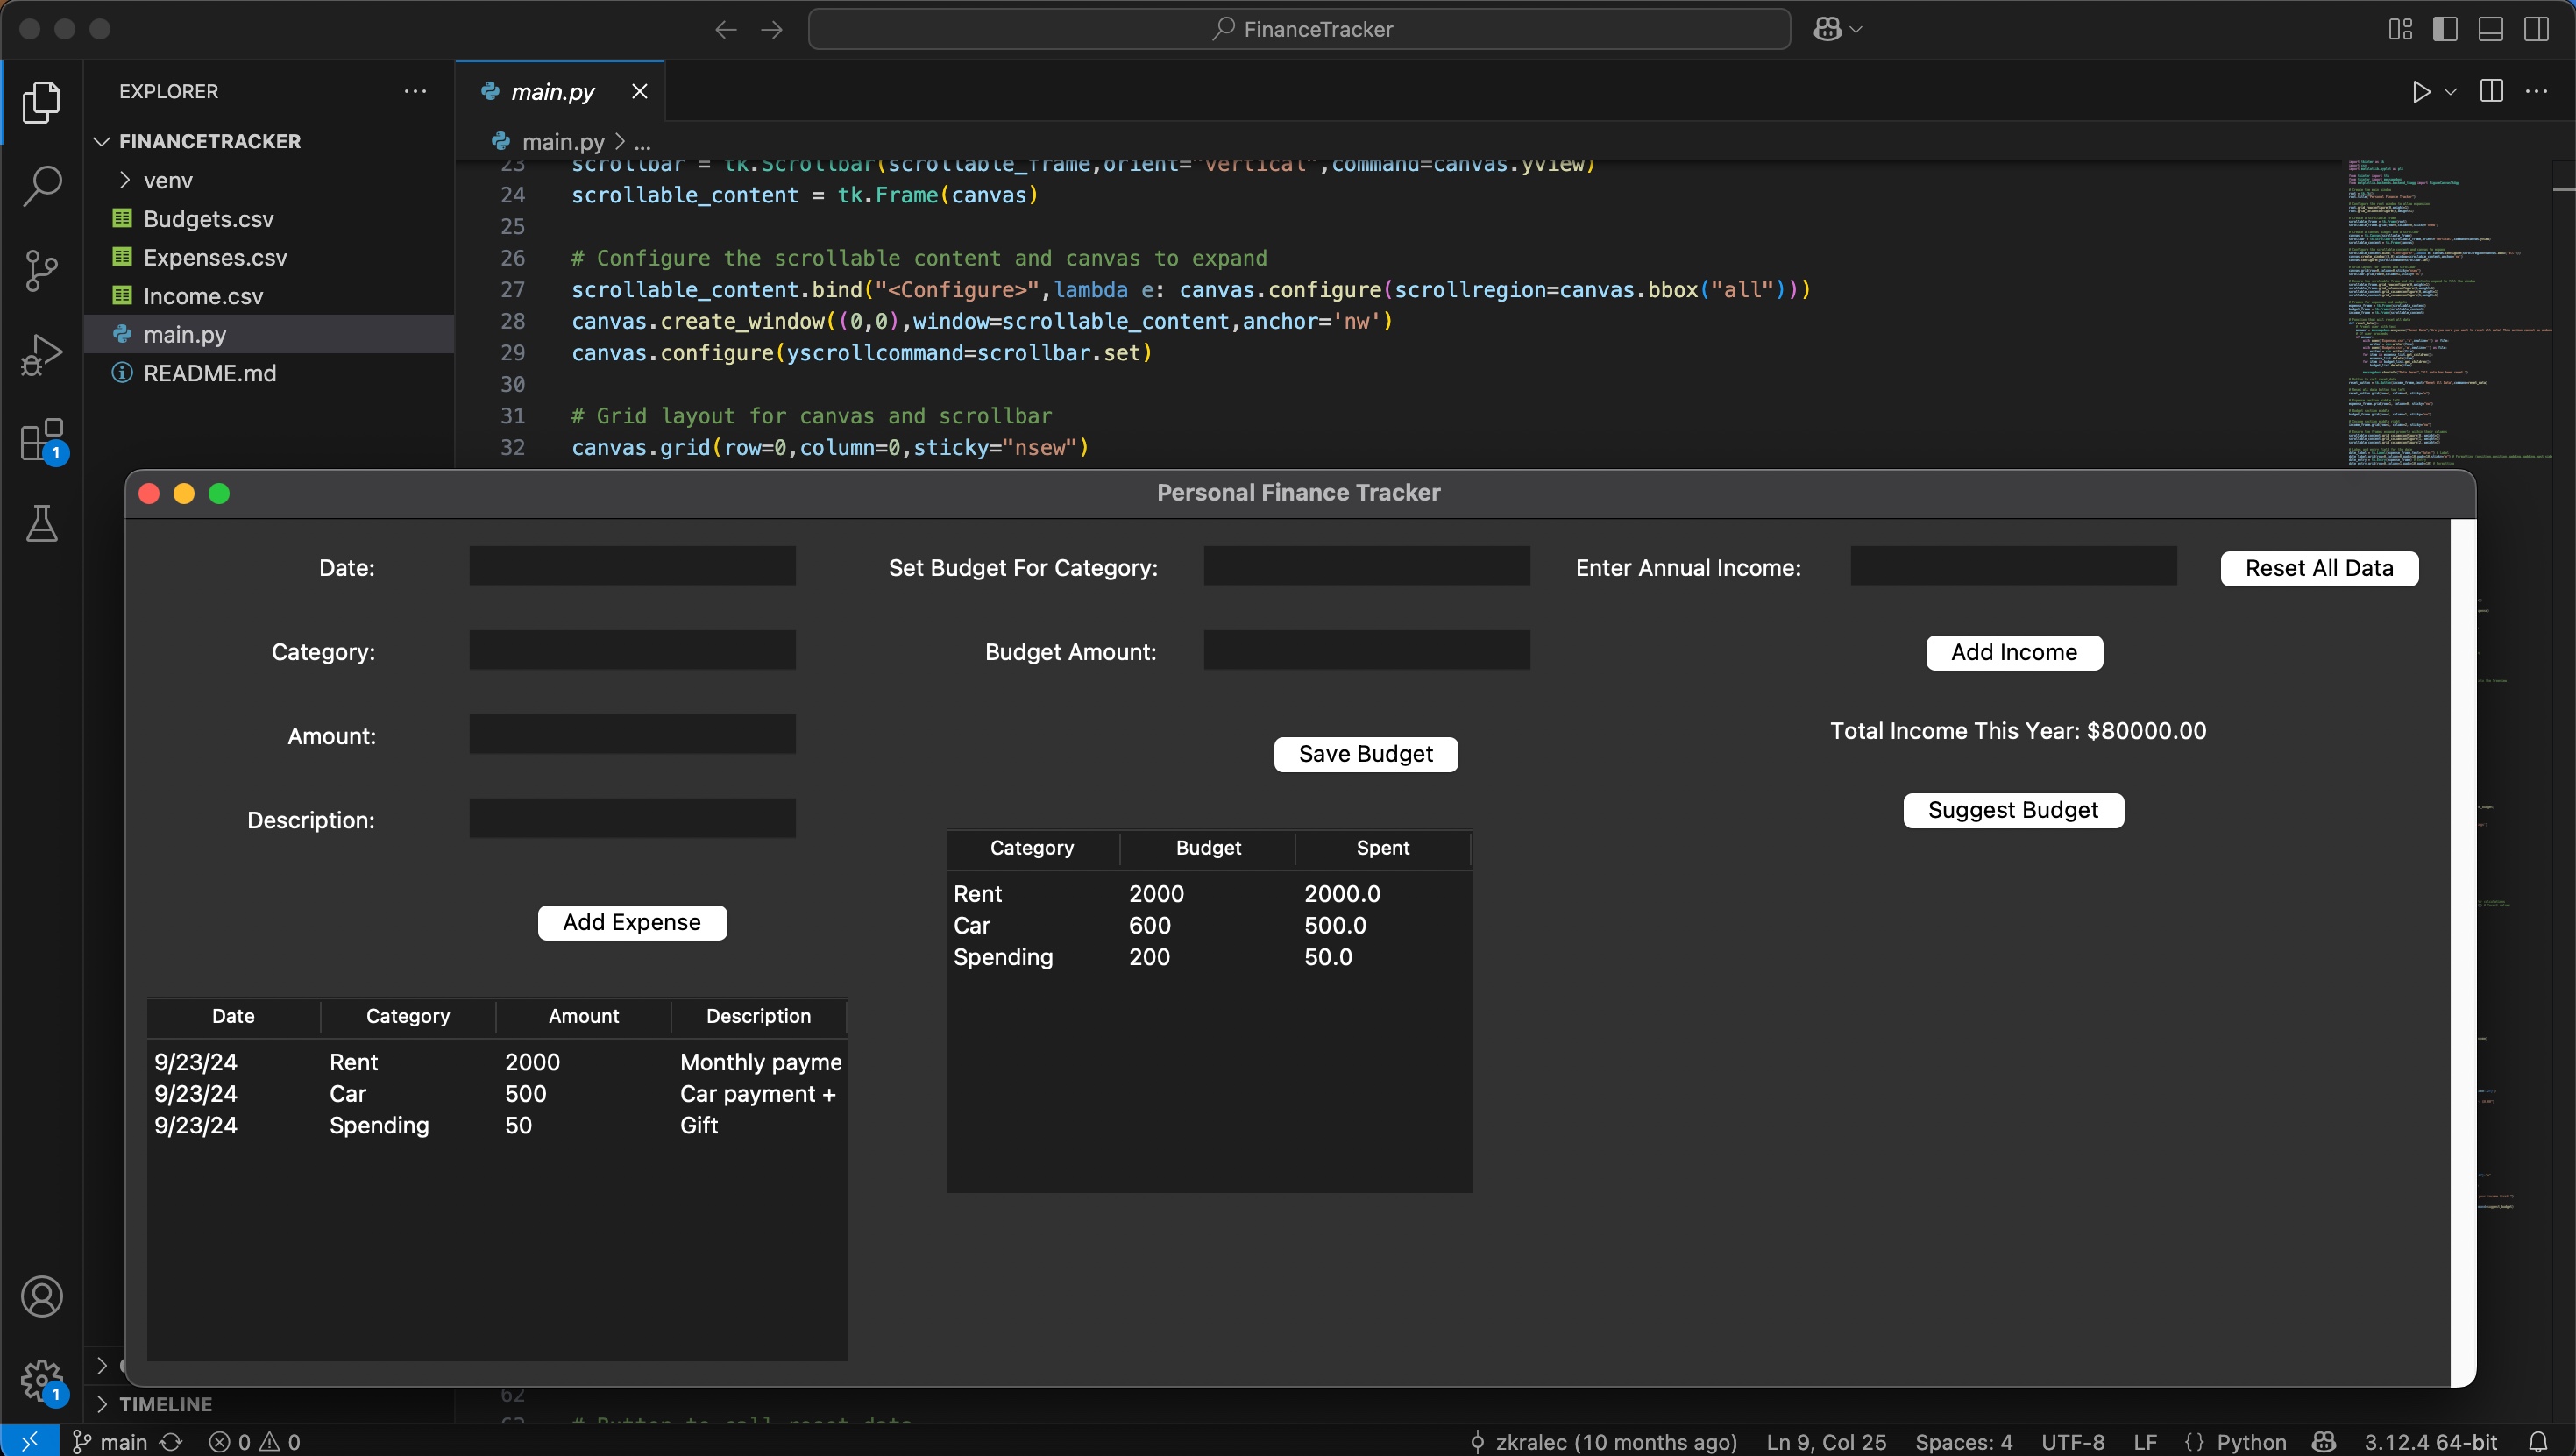 FinanceTracker
EXPLORER
FINANCETRACKER
venv
Budgets.csv
Expenses.csv
Income.csv
main.py
README.md
1
main.py
main.py > ...
23 scrollbar = tk.Scrollbar(scrollable_frame,orient="vertical",command=canvas.yview)
24 scrollable_content = tk.Frame(canvas)
25
26 # Configure the scrollable content and canvas to expand
27 scrollable_content.bind("<Configure>",lambda e: canvas.configure(scrollregion=canvas.bbox("all")))
28 canvas.create_window((0,0),window=scrollable_content,anchor='nw')
29 canvas.configure(yscrollcommand=scrollbar.set)
30
31 # Grid layout for canvas and scrollbar
32 canvas.grid(row=0,column=0,sticky="nsew")
Personal Finance Tracker
Date:
Category:
Amount:
Description:
Add Expense
Date Category Amount Description
9/23/24 Rent 2000 Monthly payme
9/23/24 Car 500 Car payment +
9/23/24 Spending 50 Gift
Set Budget For Category:
Budget Amount:
Save Budget
Category Budget Spent
Rent 2000 2000.0
Car 600 500.0
Spending 200 50.0
Enter Annual Income:
Reset All Data
Add Income
Total Income This Year: $80000.00
Suggest Budget
62
# Button to call reset data
1
TIMELINE
main 0 0 zkralec (10 months ago) Ln 9, Col 25 Spaces: 4 UTF-8 LF {} Python 3.12.4 64-bit